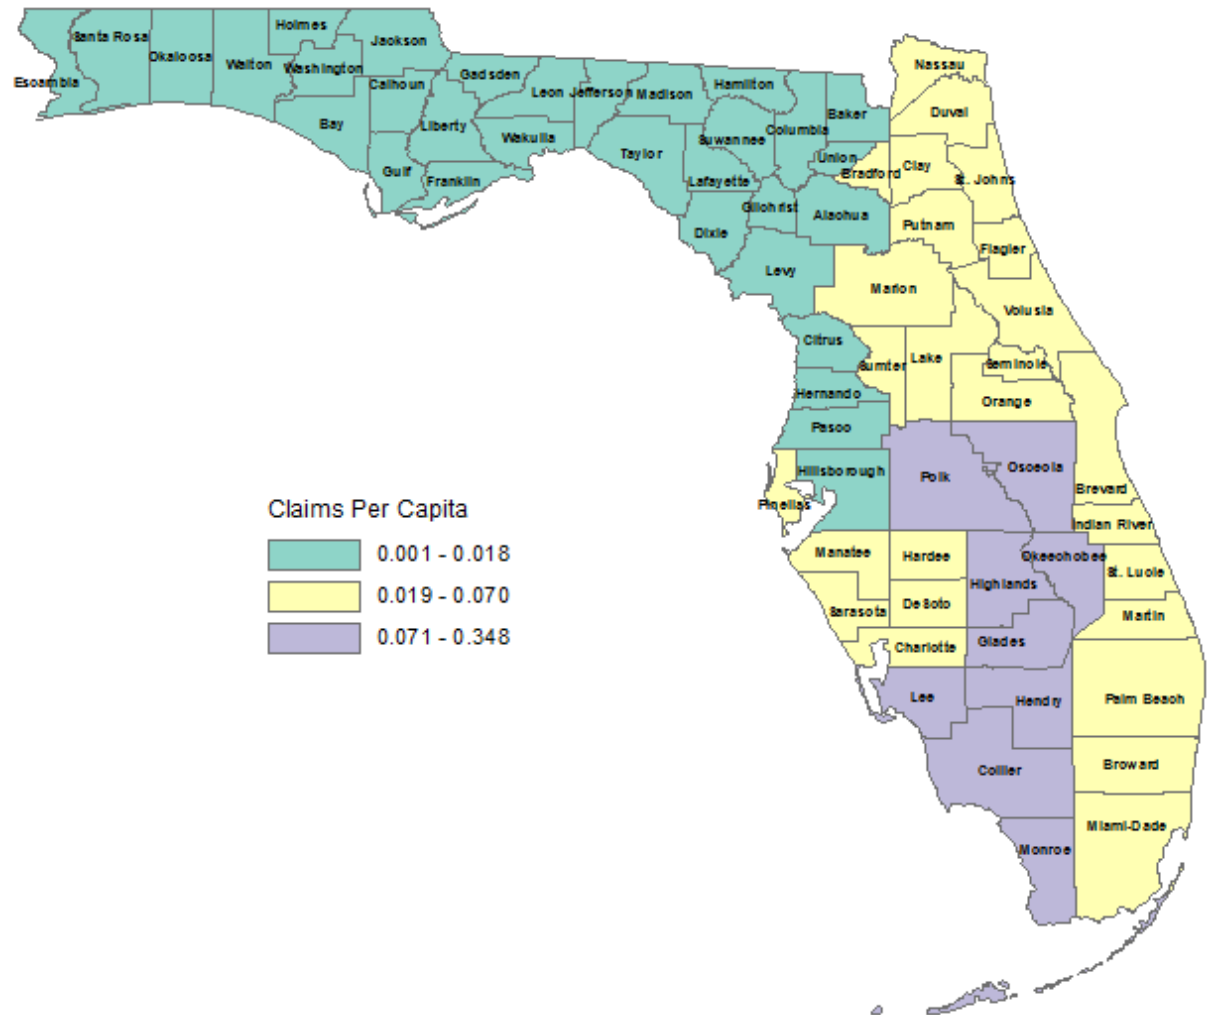 Holmes
Santa Rosa
Jackson
Okaloosa
Walton
Washington
Nassau
Escambia
Gadsden
Calhoun
Hamilton
Leon
Jefferson
Madison
Baker
Duval
Bay
Liberty
Wakulla
Columbia
Suwannee
Taylor
Union
Clay
Gulf
Franklin
Lafayette
Bradford
St. Johns
Gilchrist
Alachua
Putnam
Dixie
Flagler
Levy
Marion
Volusia
Citrus
Sumter
Lake
Seminole
Hernando
Orange
Pasco
Hillsborough
Polk
Osceola
Brevard
Pinellas
Claims Per Capita
0.001 - 0.018
0.019 - 0.070
0.071 - 0.348
Indian River
Manatee
Hardee
Okeechobee
Highlands
St. Lucie
Sarasota
DeSoto
Martin
Charlotte
Glades
Lee
Hendry
Palm Beach
Collier
Broward
Miami-Dade
Monroe